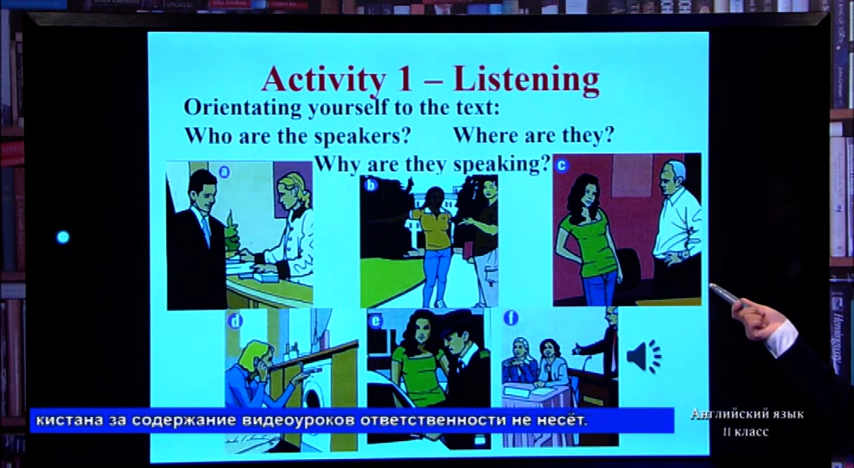 Activity 1 – Listening
Orientating yourself to the text:
Who are the speakers? Where are they?
Why are they speaking?
a
b
c
d
e
f
кистана за содержание видеоуроков ответственности не несёт.
Английский язык
11 класс